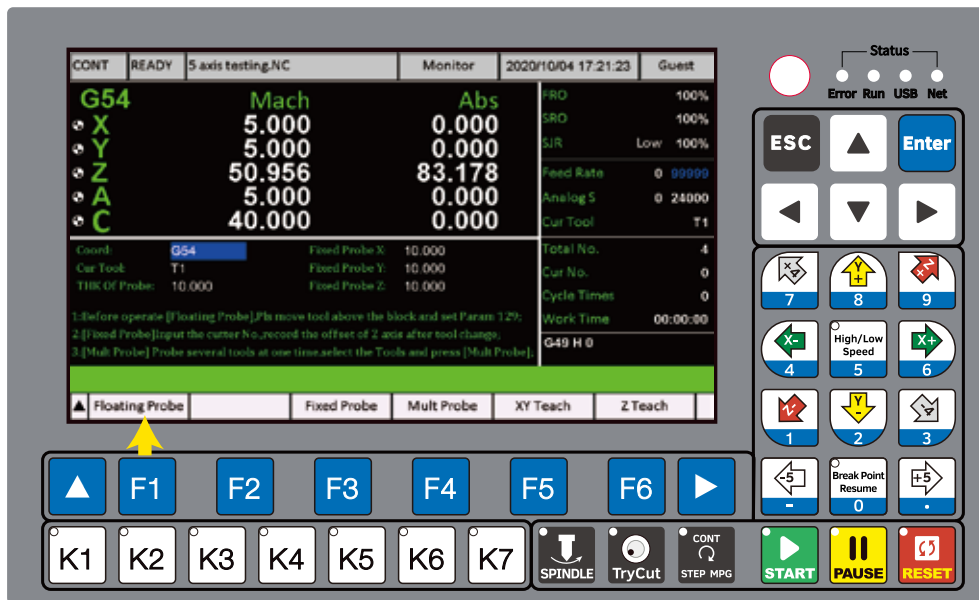 CONT READY 5 axis testing.NC Monitor 2020/10/04 17:21:23 Guest
G54 Mach Abs
X 5.000 0.000
Y 5.000 0.000
Z 50.956 83.178
A 5.000 0.000
C 40.000 0.000
FRO 100%
SRO 100%
SJR Low 100%
Feed Rate 0 99999
Analog S 0 24000
Cur Tool T1
Total No. 4
Cur No. 0
Cycle Times 0
Work Time 00:00:00
G49 H 0
Coord: G54 Fixed Probe X: 10.000
Cur Tool: T1 Fixed Probe Y: 10.000
THK Of Probe: 10.000 Fixed Probe Z: 10.000
1:Before operate [Floating Probe],Pls move tool above the block and set Param 129;
2:[Fixed Probe]Input the cutter No.,record the offset of Z axis after tool change;
3:[Mult Probe] Probe several tools at one time,select the Tools and press [Mult Probe].
Floating Probe Fixed Probe Mult Probe XY Teach Z Teach
F1 F2 F3 F4 F5 F6
K1 K2 K3 K4 K5 K6 K7
SPINDLE
TryCut
CONT
STEP MPG
Status
Error Run USB Net
ESC Enter
X4 7
Y+ 8
Z+ 9
X- 4
High/Low
Speed
5
X+ 6
Z- 1
Y- 2
-4 3
-5 -
Break Point
Resume
0
+5 .
START
PAUSE
RESET